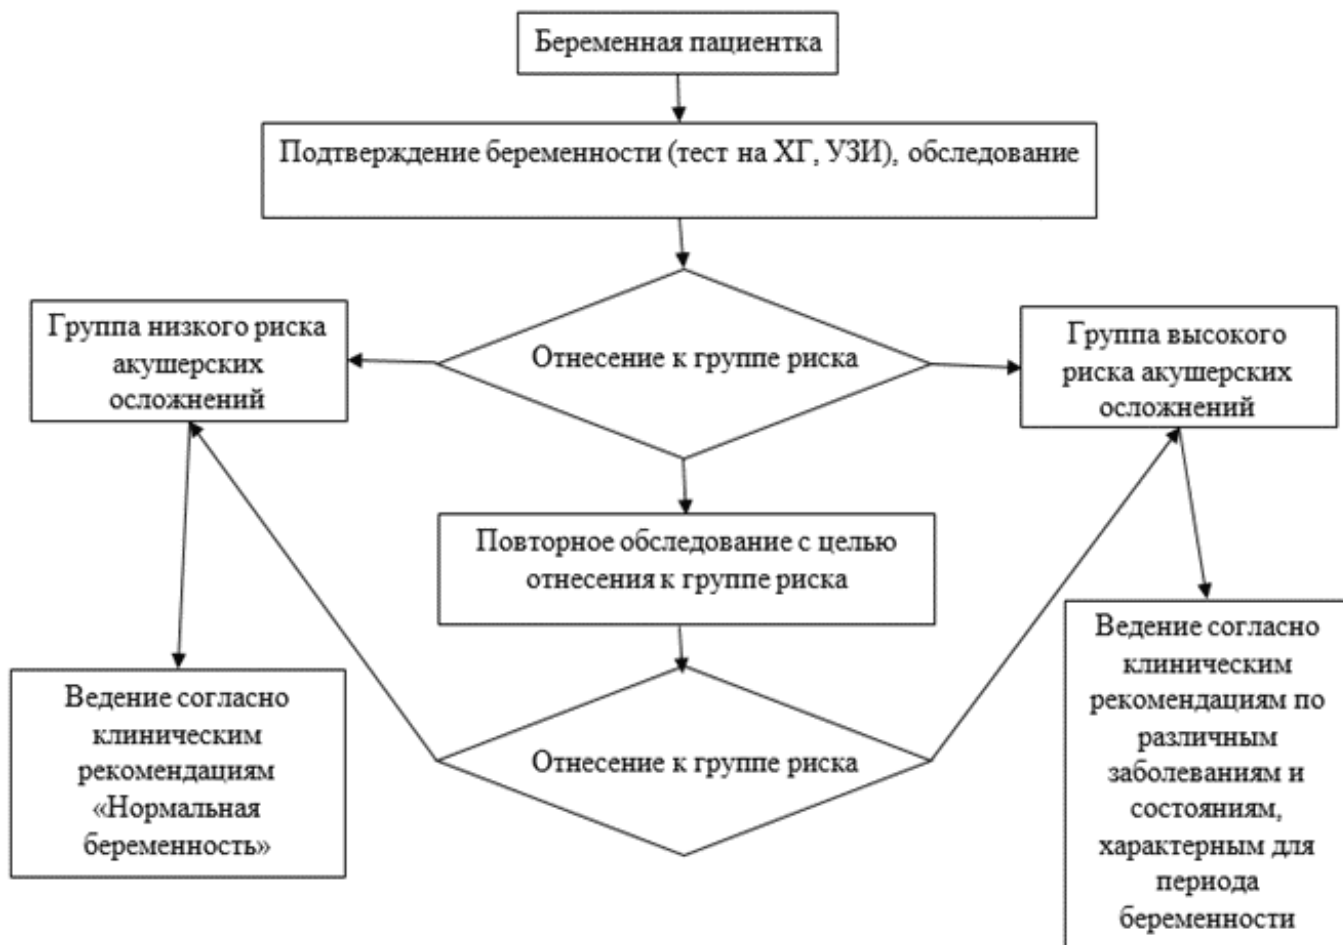 Беременная пациентка
Подтверждение беременности (тест на ХГ, УЗИ), обследование
Группа низкого риска
акушерских
осложнений
Отнесение к группе риска
Группа высокого
риска акушерских
осложнений
Повторное обследование с целью
отнесения к группе риска
Ведение согласно
клиническим
рекомендациям
«Нормальная
беременность»
Отнесение к группе риска
Ведение согласно
клиническим
рекомендациям по
различным
заболеваниям и
состояниям,
характерным для
периода
беременности